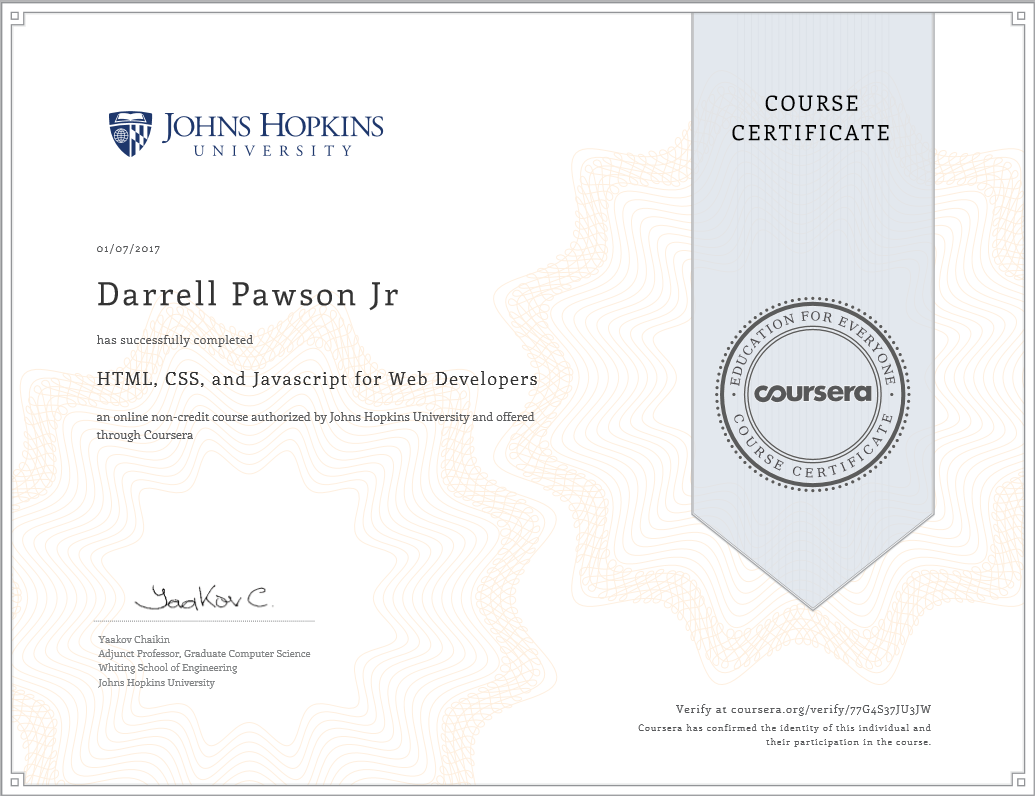 JOHNS HOPKINS
UNIVERSITY
COURSE
CERTIFICATE
01/07/2017
Darrell Pawson Jr
has successfully completed
HTML, CSS, and Javascript for Web Developers
an online non-credit course authorized by Johns Hopkins University and offered
through Coursera
EDUCATION FOR EVERYONE
coursera
COURSE CERTIFICATE
Yaakov C.
Yaakov Chaikin
Adjunct Professor, Graduate Computer Science
Whiting School of Engineering
Johns Hopkins University
Verify at coursera.org/verify/77G4S37JU3JW
Coursera has confirmed the identity of this individual and
their participation in the course.